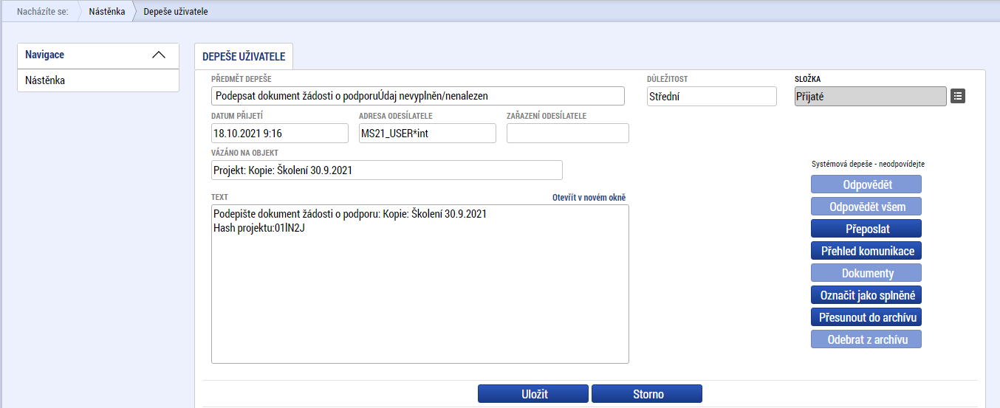 Nacházíte se: Nástěnka Depeše uživatele
Navigace
Nástěnka
DEPEŠE UŽIVATELE
PŘEDMĚT DEPEŠE DŮLEŽITOST SLOŽKA
Podepsat dokument žádosti o podporuÚdaj nevyplněn/nenalezen Střední Přijaté
DATUM PŘIJETÍ ADRESA ODESÍLATELE ZAŘAZENÍ ODESÍLATELE
18.10.2021 9:16 MS21_USER*int
VÁZÁNO NA OBJEKT
Projekt: Kopie: Školení 30.9.2021
TEXT Otevřít v novém okně
Podepište dokument žádosti o podporu: Kopie: Školení 30.9.2021
Hash projektu:01lN2J
Systémová depeše - neodpovídejte
Odpovědět
Odpovědět všem
Přeposlat
Přehled komunikace
Dokumenty
Označit jako splněné
Přesunout do archívu
Odebrat z archívu
Uložit Storno